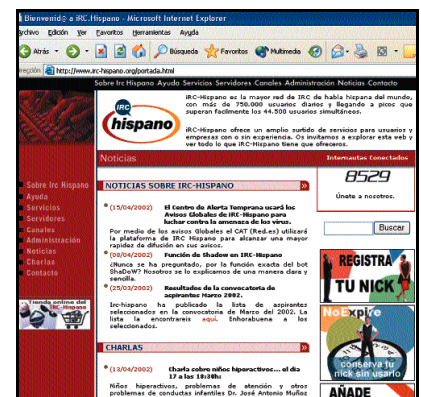 Bienvenid@ a iRC.Hispano - Microsoft Internet Explorer
Archivo Edición Ver Favoritos Herramientas Ayuda
Atrás Búsqueda Favoritos Multimedia
http://www.irc-hispano.org/portada.html
Sobre Irc Hispano Ayuda Servicios Servidores Canales Administración Noticias Contacto
iRC-Hispano es la mayor red de IRC de habla hispana del mundo,
con más de 750.000 usuarios diarios y llegando a picos que
superan facilmente los 44.500 usuarios simultáneos.
IRC
hispano
iRC-Hispano ofrece un amplio surtido de servicios para usuarios y
empresas con o sin experiencia. Os invitamos a explorar esta web y
ver todo lo que iRC-Hispano tiene que ofreceros.
Noticias
Internautas Conectados
8529
Únete a nosotros.
Buscar
Sobre Irc Hispano
Ayuda
Servicios
Servidores
Canales
Administración
Noticias
Charlas
Contacto
Tienda online del
IRC-Hispano
NOTICIAS SOBRE IRC-HISPANO
(15/04/2002) El Centro de Alerta Temprana usará los
Avisos Globales de iRC-Hispano para
luchar contra la amenaza de los virus.
Por medio de los avisos Globales el CAT (Red.es) utilizará
la plataforma de IRC Hispano para alcanzar una mayor
rapidez da difusión en sus avisos.
(08/04/2002) Función de Shadow en IRC-Hispano
¿Nunca se ha preguntado, por la función exacta del bot
ShaDoW? Nosotros se lo explicamos de una manera clara y
sencilla.
(25/03/2002) Resultados de la convocatoria de
aspirantes Marzo 2002.
Irc-hispano ha publicado la lista de aspirantes
seleccionados en la convocatoria de Marzo del 2002. La
lista la encontrareis aquí. Enhorabuena a los
seleccionados.
CHARLAS
(13/04/2002) Charla sobre niños hiperactivos... el día
17 a las 18:30h:
Niños hiperactivos, problemas de atención y otros
problemas de conductas infantiles Dr. José Antonio Muñoz
REGISTRA
TU NICK
NoExpire
conserva tu
nick sin usarlo
AÑADE